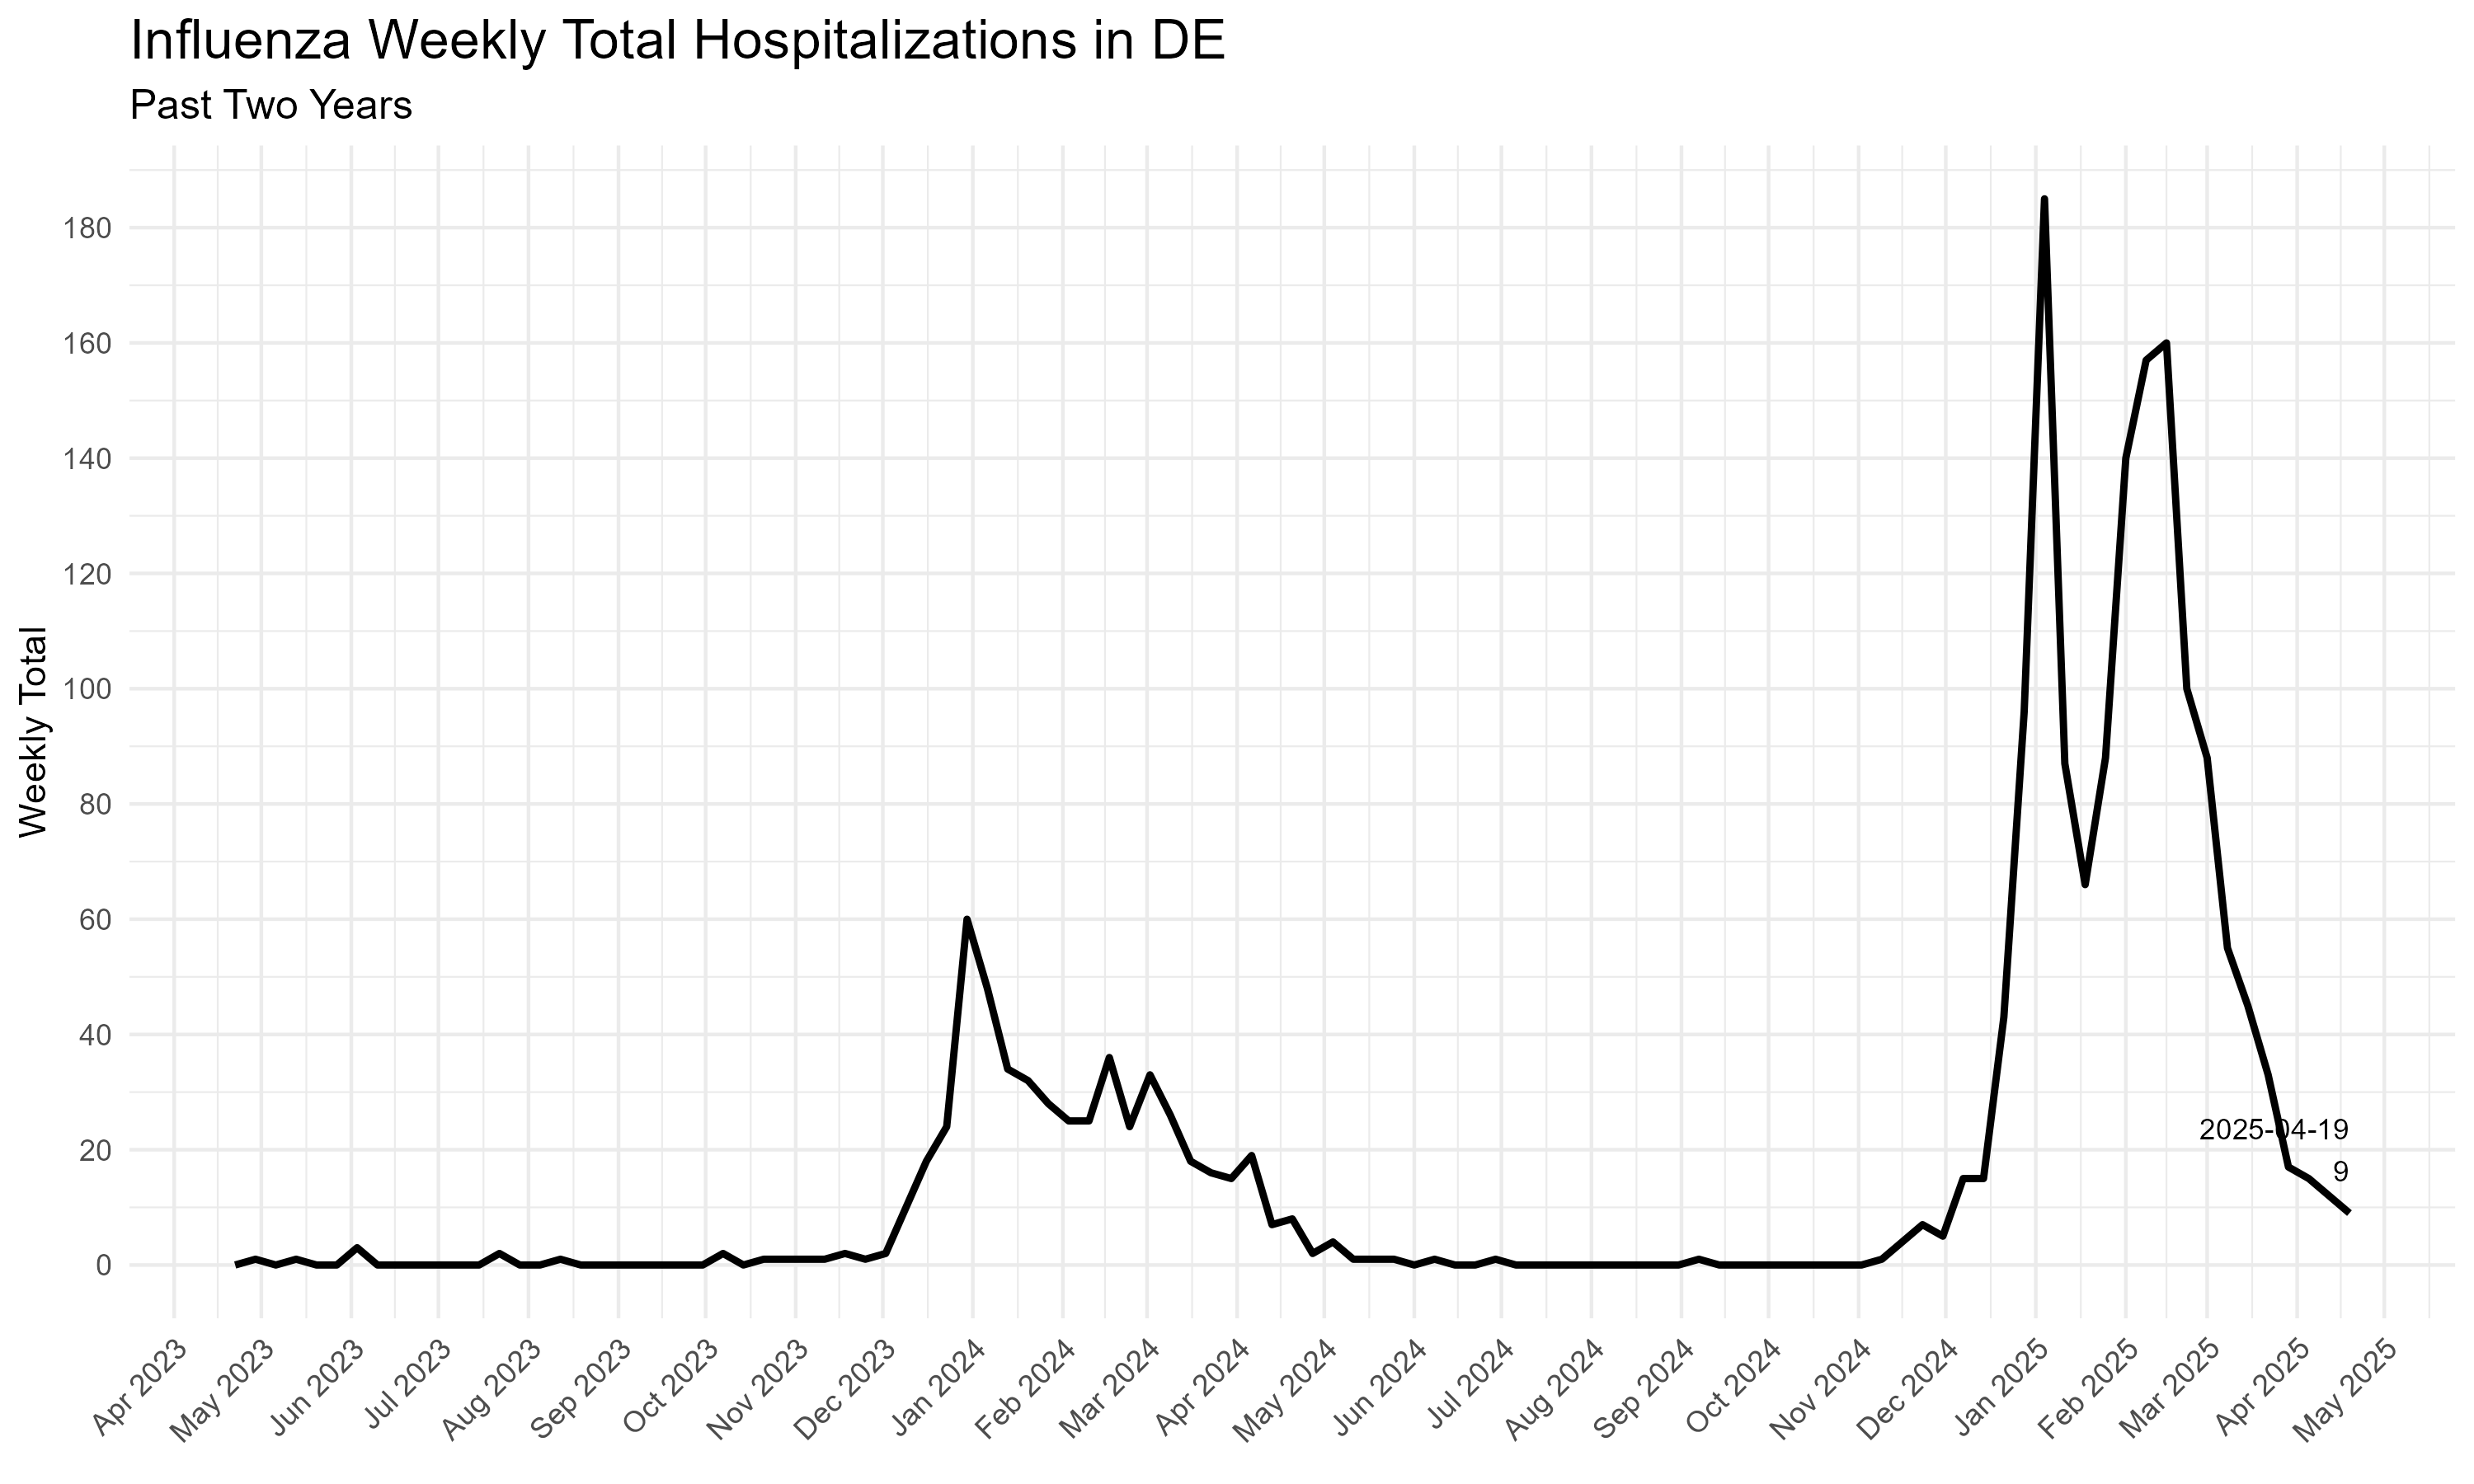 Influenza Weekly Total Hospitalizations in DE
Past Two Years
Weekly Total
180
160
140
120
100
80
60
40
20
0
2025-04-19
9
Apr 2023
May 2023
Jun 2023
Jul 2023
Aug 2023
Sep 2023
Oct 2023
Nov 2023
Dec 2023
Jan 2024
Feb 2024
Mar 2024
Apr 2024
May 2024
Jun 2024
Jul 2024
Aug 2024
Sep 2024
Oct 2024
Nov 2024
Dec 2024
Jan 2025
Feb 2025
Mar 2025
Apr 2025
May 2025